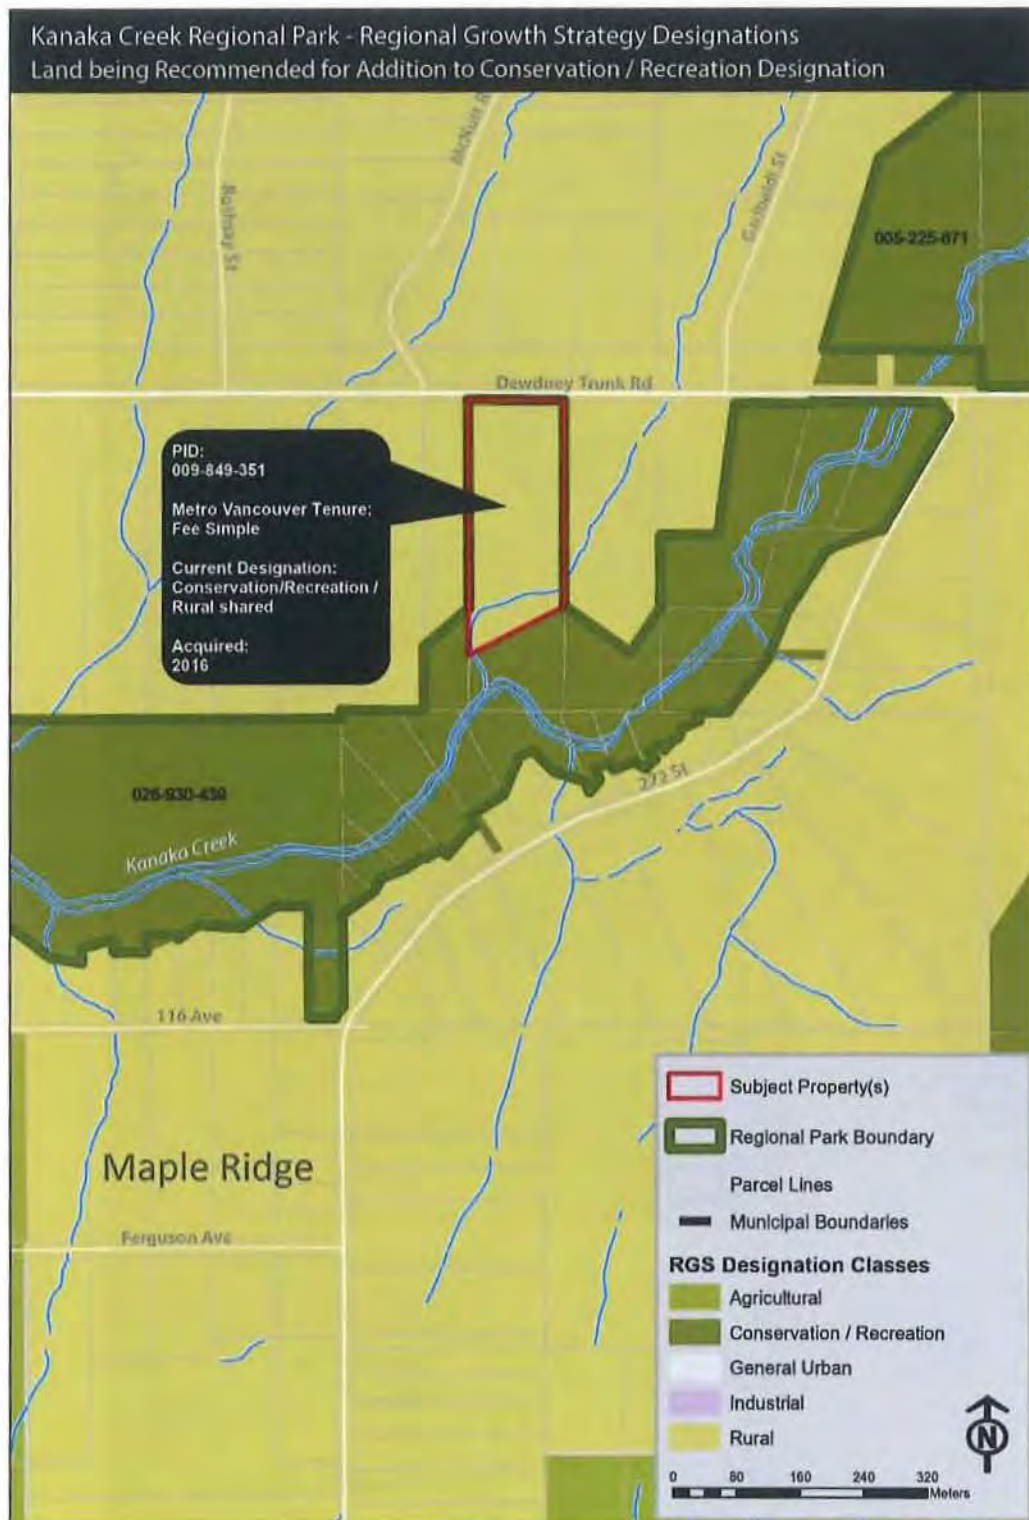 Kanaka Creek Regional Park - Regional Growth Strategy Designations
Land being Recommended for Addition to Conservation / Recreation Designation
McNutt R
Rothsay St
Garibaldi St
005-225-871
Dewdney Trunk Rd
PID:
009-849-351
Metro Vancouver Tenure:
Fee Simple
Current Designation:
Conservation/Recreation /
Rural shared
Acquired:
2016
026-930-439
Kanaka Creek
272 St
116 Ave
Maple Ridge
Ferguson Ave
Subject Property(s)
Regional Park Boundary
Parcel Lines
Municipal Boundaries
RGS Designation Classes
Agricultural
Conservation / Recreation
General Urban
Industrial
Rural
N
0 80 160 240 320
Meters